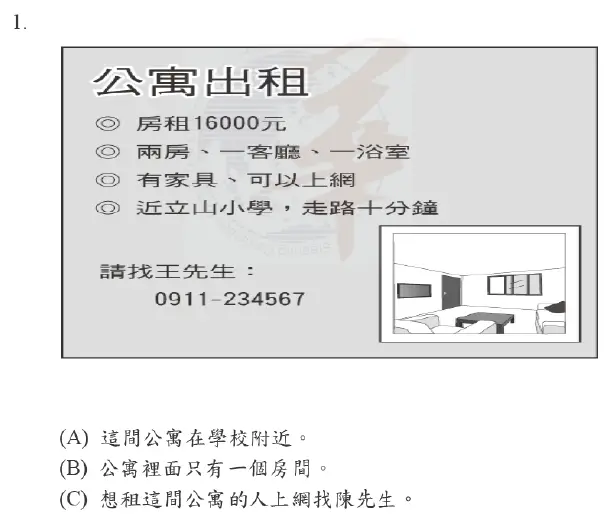 1.
公寓出租
◎ 房租16000元
◎ 兩房、一客廳、一浴室
◎ 有家具、可以上網
◎ 近立山小學，走路十分鐘
請找王先生：
0911-234567
(A) 這間公寓在學校附近。
(B) 公寓裡面只有一個房間。
(C) 想租這間公寓的人上網找陳先生。